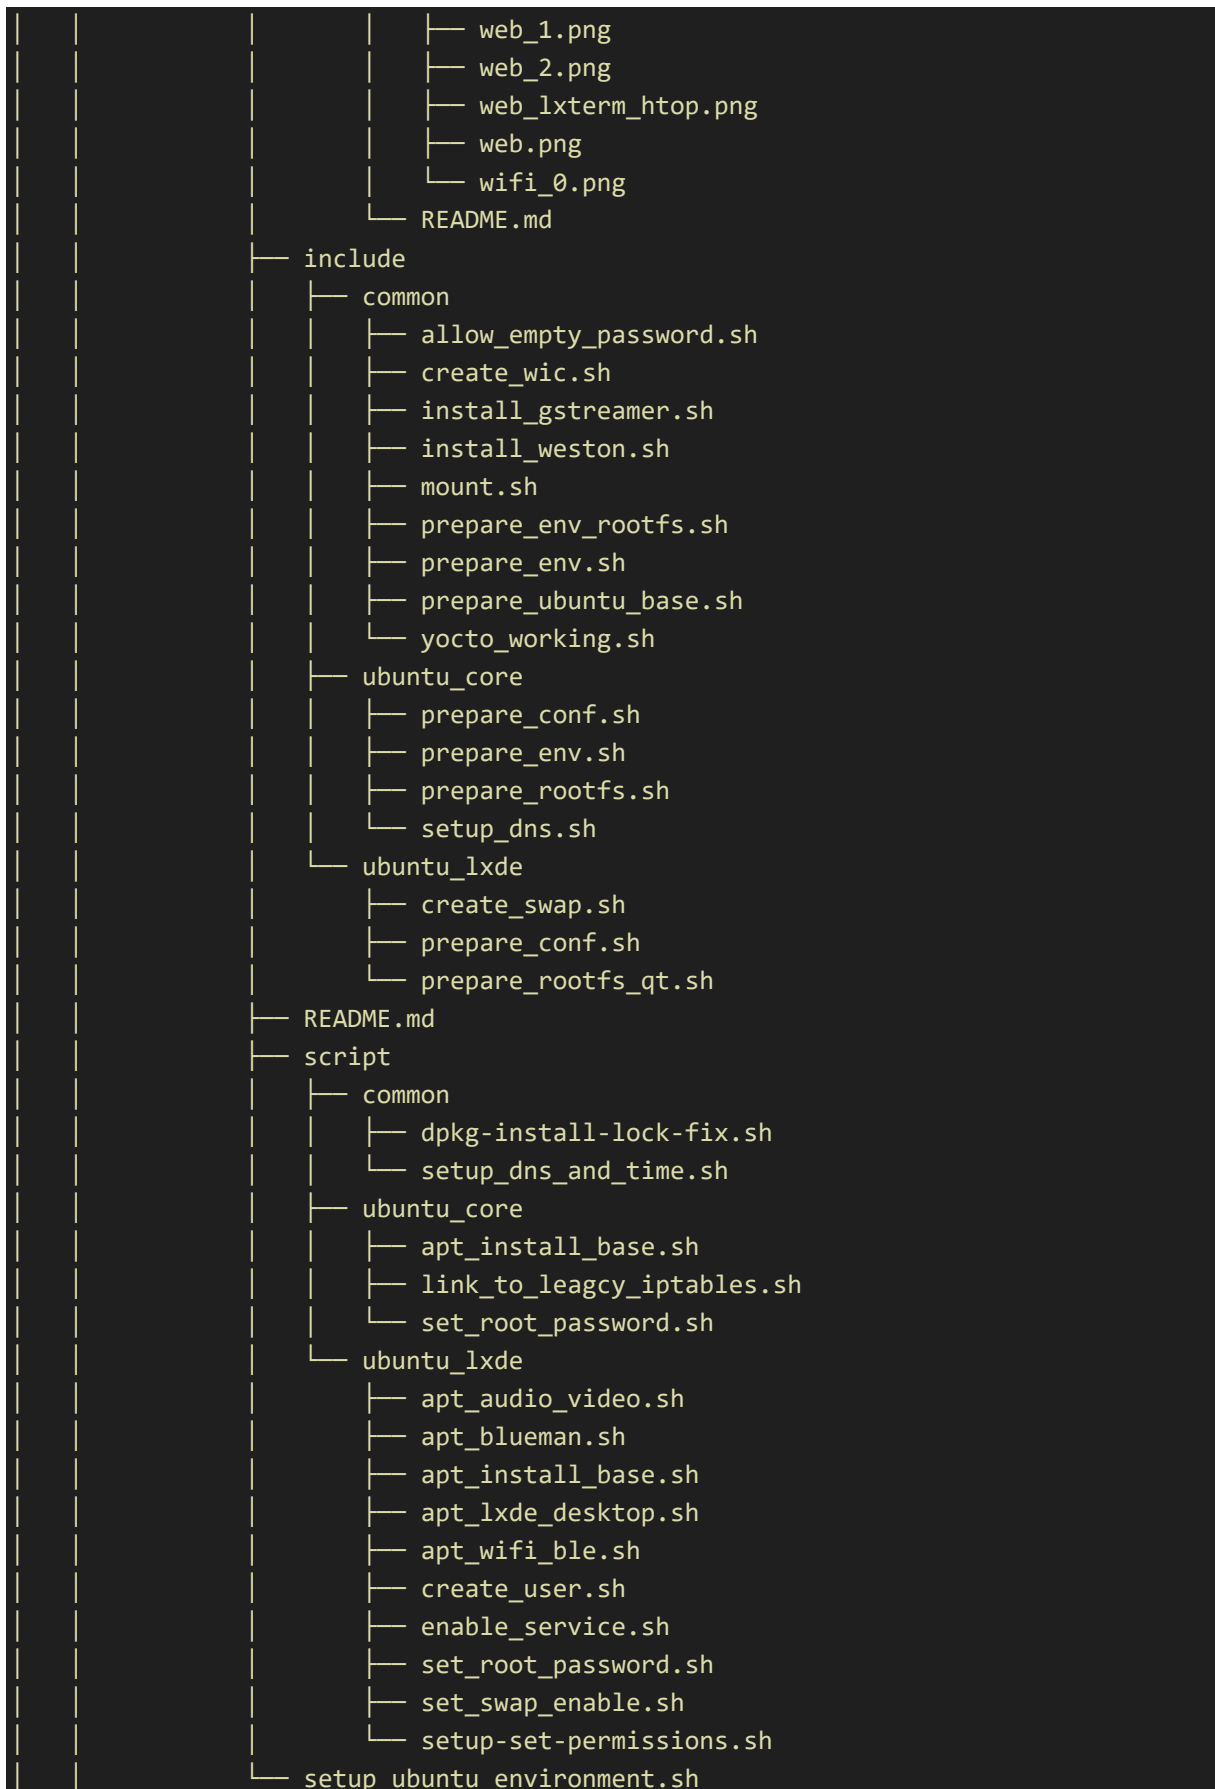 │   │           │       │   ├── web_1.png
│   │           │       │   ├── web_2.png
│   │           │       │   ├── web_lxterm_htop.png
│   │           │       │   ├── web.png
│   │           │       │   └── wifi_0.png
│   │           │       └── README.md
│   │           ├── include
│   │           │   ├── common
│   │           │   │   ├── allow_empty_password.sh
│   │           │   │   ├── create_wic.sh
│   │           │   │   ├── install_gstreamer.sh
│   │           │   │   ├── install_weston.sh
│   │           │   │   ├── mount.sh
│   │           │   │   ├── prepare_env_rootfs.sh
│   │           │   │   ├── prepare_env.sh
│   │           │   │   ├── prepare_ubuntu_base.sh
│   │           │   │   └── yocto_working.sh
│   │           │   ├── ubuntu_core
│   │           │   │   ├── prepare_conf.sh
│   │           │   │   ├── prepare_env.sh
│   │           │   │   ├── prepare_rootfs.sh
│   │           │   │   └── setup_dns.sh
│   │           │   └── ubuntu_lxde
│   │           │       ├── create_swap.sh
│   │           │       ├── prepare_conf.sh
│   │           │       └── prepare_rootfs_qt.sh
│   │           ├── README.md
│   │           ├── script
│   │           │   ├── common
│   │           │   │   ├── dpkg-install-lock-fix.sh
│   │           │   │   └── setup_dns_and_time.sh
│   │           │   ├── ubuntu_core
│   │           │   │   ├── apt_install_base.sh
│   │           │   │   ├── link_to_leagcy_iptables.sh
│   │           │   │   └── set_root_password.sh
│   │           │   └── ubuntu_lxde
│   │           │       ├── apt_audio_video.sh
│   │           │       ├── apt_blueman.sh
│   │           │       ├── apt_install_base.sh
│   │           │       ├── apt_lxde_desktop.sh
│   │           │       ├── apt_wifi_ble.sh
│   │           │       ├── create_user.sh
│   │           │       ├── enable_service.sh
│   │           │       ├── set_root_password.sh
│   │           │       ├── set_swap_enable.sh
│   │           │       └── setup-set-permissions.sh
│   │           └── setup_ubuntu_environment.sh